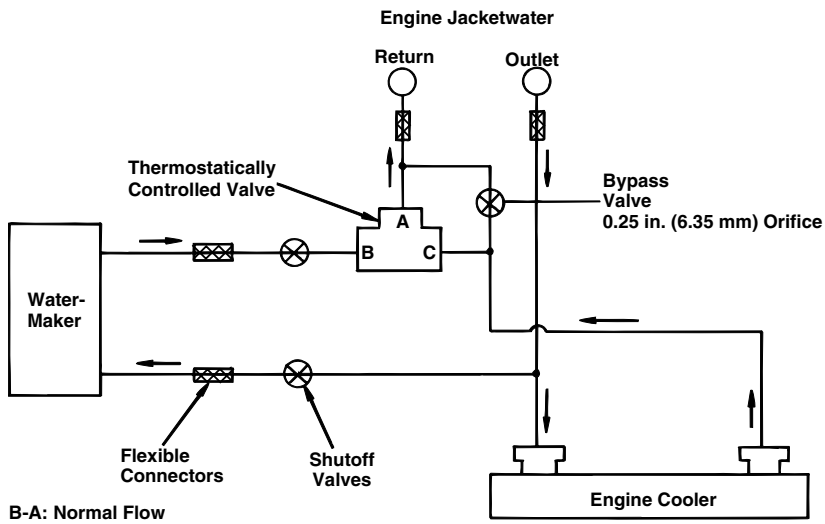 Engine Jacketwater
Return
Outlet
Thermostatically
Controlled Valve
Bypass
Valve
0.25 in. (6.35 mm) Orifice
A
B
C
Water-
Maker
Flexible
Connectors
Shutoff
Valves
Engine Cooler
B-A: Normal Flow